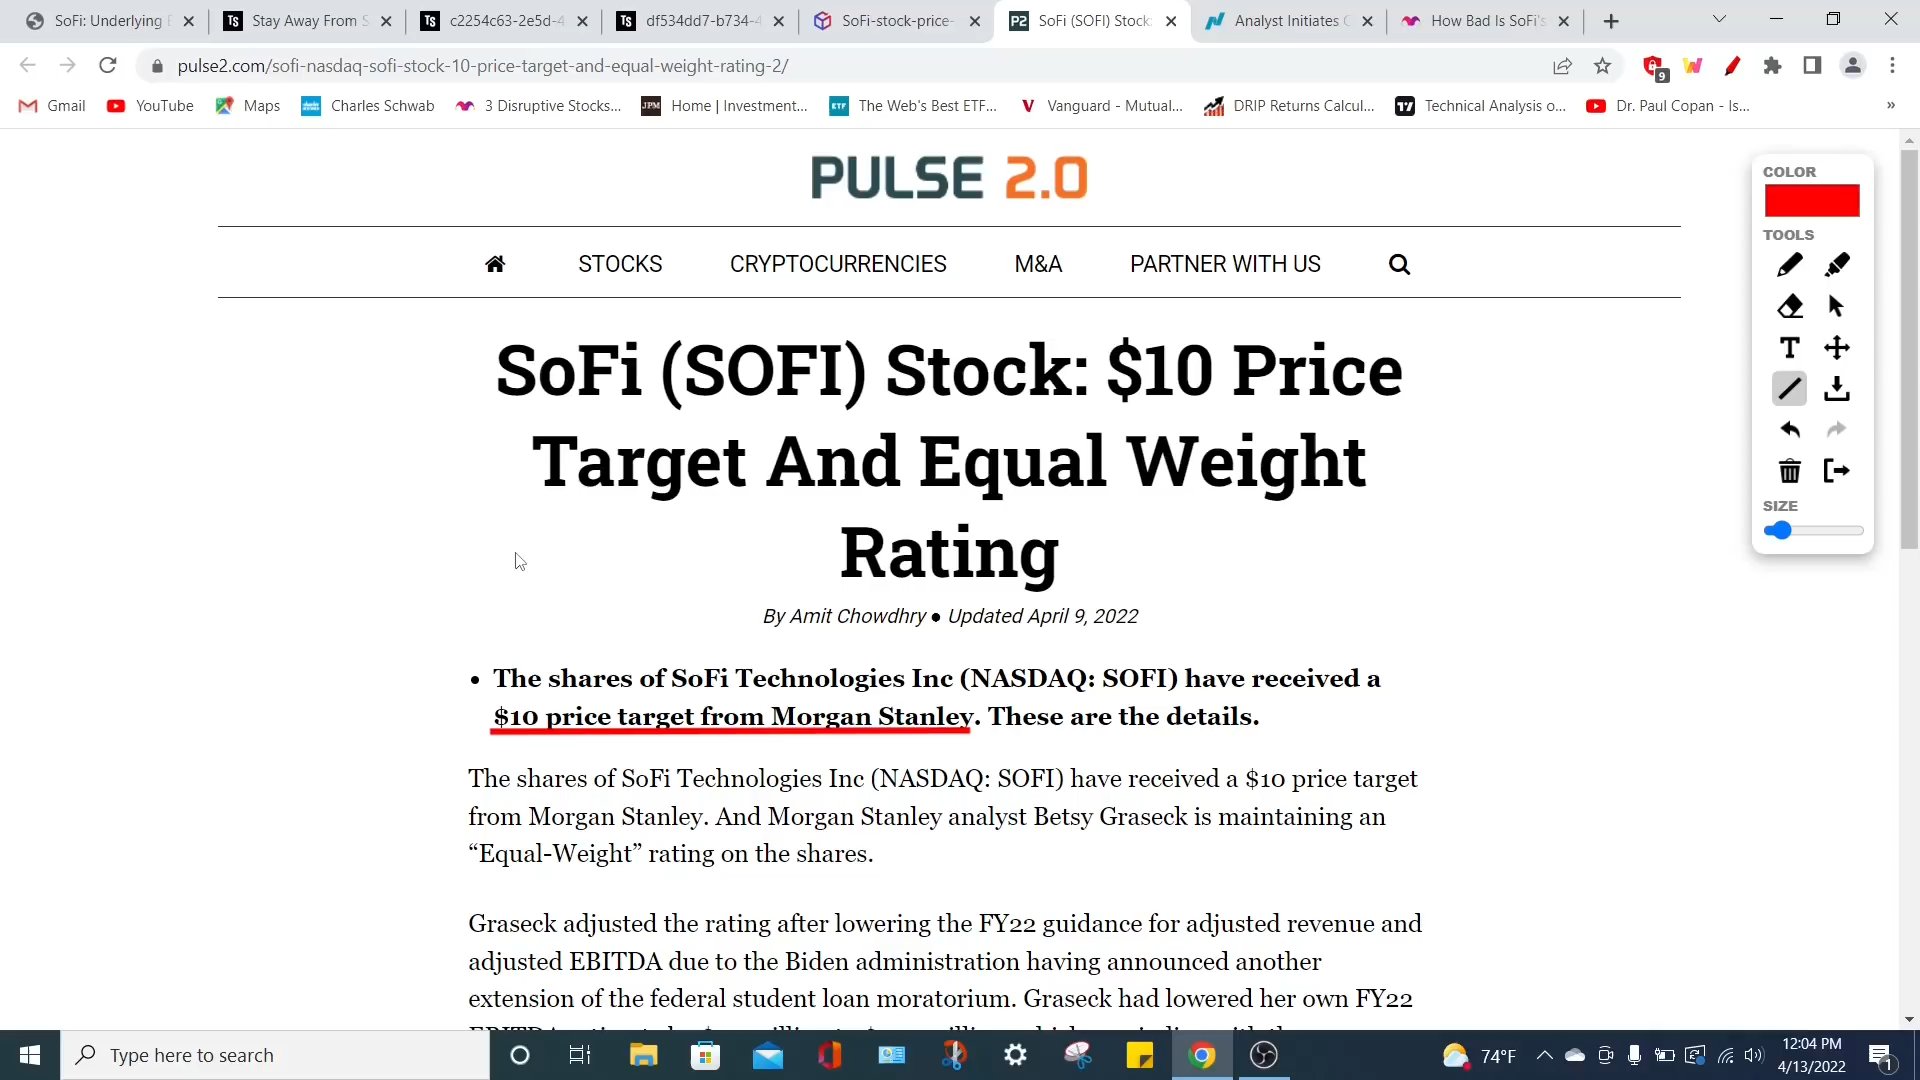 SoFi: Underlying
Stay Away From S
c2254c63-2e5d-4
df534dd7-b734-4
SoFi-stock-price-
SoFi (SOFI) Stock:
Analyst Initiates C
How Bad Is SoFi's
pulse2.com/sofi-nasdaq-sofi-stock-10-price-target-and-equal-weight-rating-2/
9
Gmail
YouTube
Maps
Charles Schwab
3 Disruptive Stocks...
JPM
Home | Investment...
ETF
The Web's Best ETF...
Vanguard - Mutual...
DRIP Returns Calcul...
Technical Analysis o...
Dr. Paul Copan - Is...
»
PULSE 2.0
STOCKS
CRYPTOCURRENCIES
M&A
PARTNER WITH US
COLOR
TOOLS
SIZE
SoFi (SOFI) Stock: $10 Price
Target And Equal Weight
Rating
By Amit Chowdhry ● Updated April 9, 2022
• The shares of SoFi Technologies Inc (NASDAQ: SOFI) have received a
$10 price target from Morgan Stanley. These are the details.
The shares of SoFi Technologies Inc (NASDAQ: SOFI) have received a $10 price target
from Morgan Stanley. And Morgan Stanley analyst Betsy Graseck is maintaining an
“Equal-Weight” rating on the shares.
Graseck adjusted the rating after lowering the FY22 guidance for adjusted revenue and
adjusted EBITDA due to the Biden administration having announced another
extension of the federal student loan moratorium. Graseck had lowered her own FY22
Type here to search
74°F
12:04 PM
4/13/2022
1